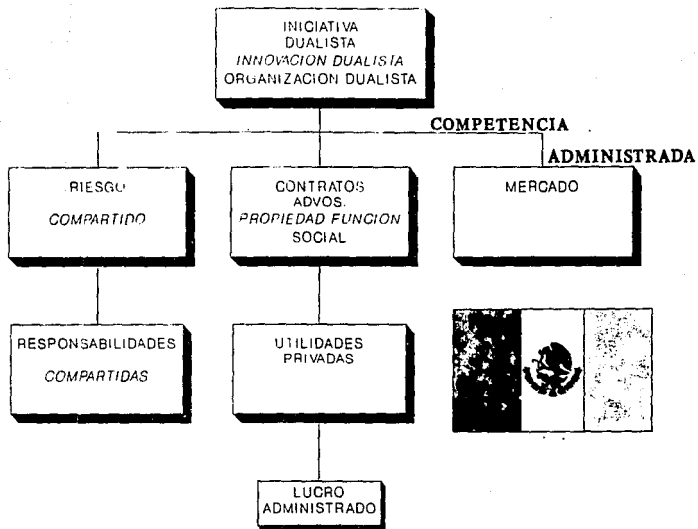 INICIATIVA
DUALISTA
INNOVACION DUALISTA
ORGANIZACION DUALISTA
COMPETENCIA
ADMINISTRADA
RIESGO
COMPARTIDO
CONTRATOS
ADVOS.
PROPIEDAD FUNCION
SOCIAL
MERCADO
RESPONSABILIDADES
COMPARTIDAS
UTILIDADES
PRIVADAS
LUCRO
ADMINISTRADO